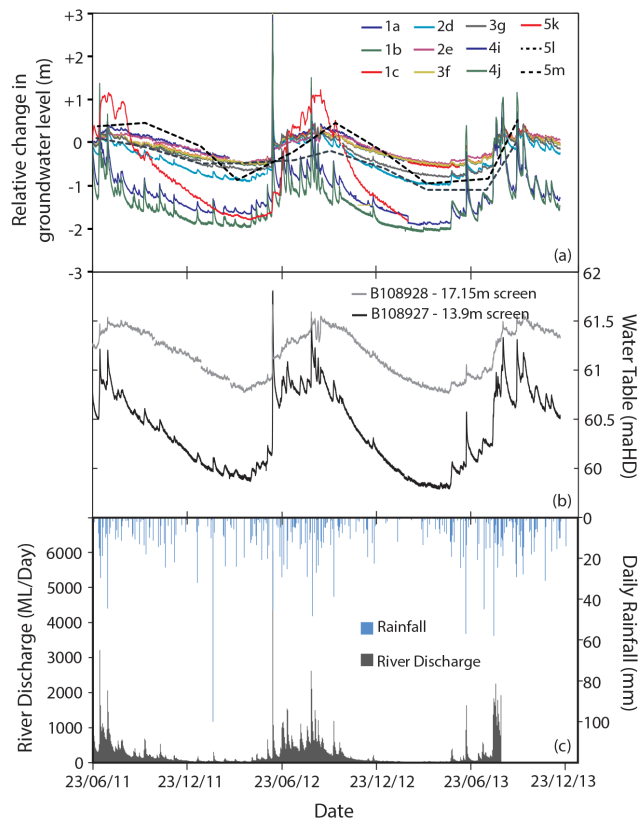 +3
+2
+1
0
-1
-2
-3
Relative change in
groundwater level (m)
1a 2d 3g 5k
1b 2e 4i 5l
1c 3f 4j 5m
(a)
62
61.5
61
60.5
60
Water Table
(maHD)
B108928 - 17.15m screen
B108927 - 13.9m screen
(b)
6000
5000
4000
3000
2000
1000
0
River Discharge (ML/Day)
0
20
40
60
80
100
Daily Rainfall (mm)
Rainfall
River Discharge
(c)
23/06/11 23/12/11 23/06/12 23/12/12 23/06/13 23/12/13
Date